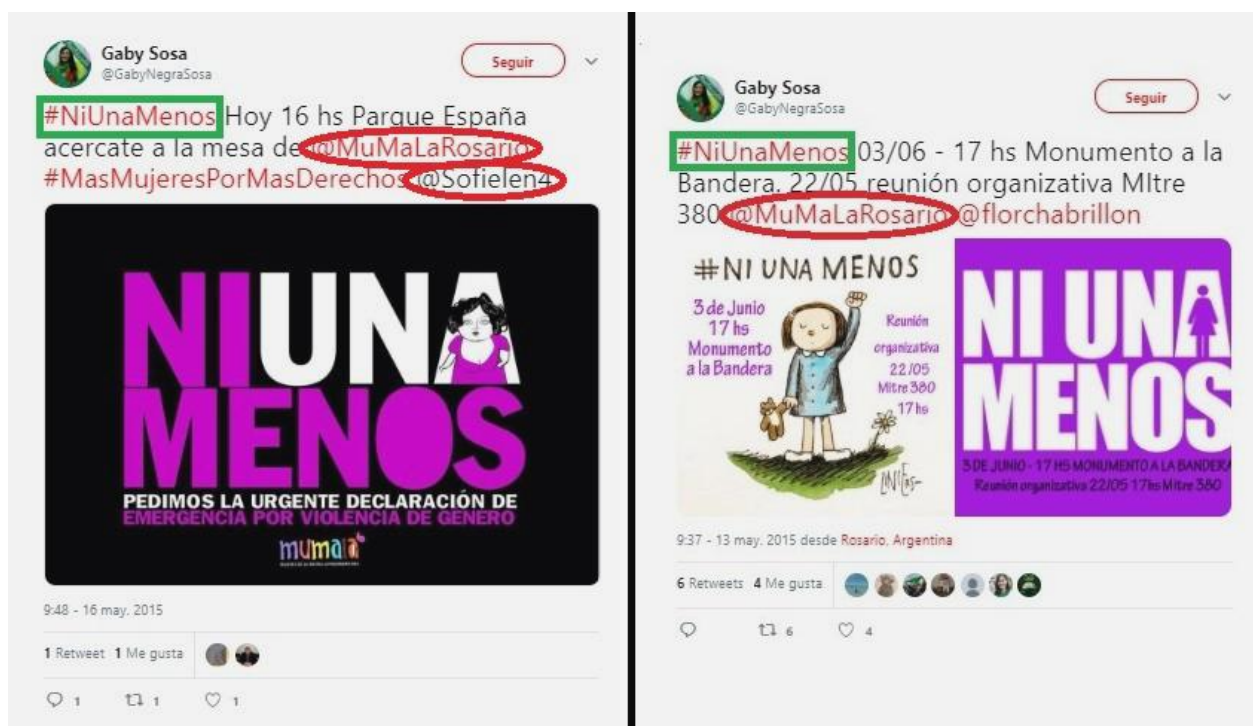 Gaby Sosa
@GabyNegraSosa
Seguir
#NiUnaMenos Hoy 16 hs Parque España
acercate a la mesa de @MuMaLaRosario
#MasMujeresPorMasDerechos @Sofielen4
NI UNA
MENOS
PEDIMOS LA URGENTE DECLARACIÓN DE
EMERGENCIA POR VIOLENCIA DE GENERO
mumala
9:48 - 16 may. 2015
1 Retweet 1 Me gusta
1 1 1
Gaby Sosa
@GabyNegraSosa
Seguir
#NiUnaMenos 03/06 - 17 hs Monumento a la
Bandera. 22/05 reunión organizativa MItre
380 @MuMaLaRosario @florchabrillon
#NI UNA MENOS
3 de Junio
17 hs
Monumento
a la Bandera
Reunión
organizativa
22/05
Mitre 380
17 hs
LINIERS
NI UNA
MENOS
3 DE JUNIO - 17 HS MONUMENTO A LA BANDERA
Reunión organizativa 22/05 17hs Mitre 380
9:37 - 13 may. 2015 desde Rosario, Argentina
6 Retweets 4 Me gusta
6 4